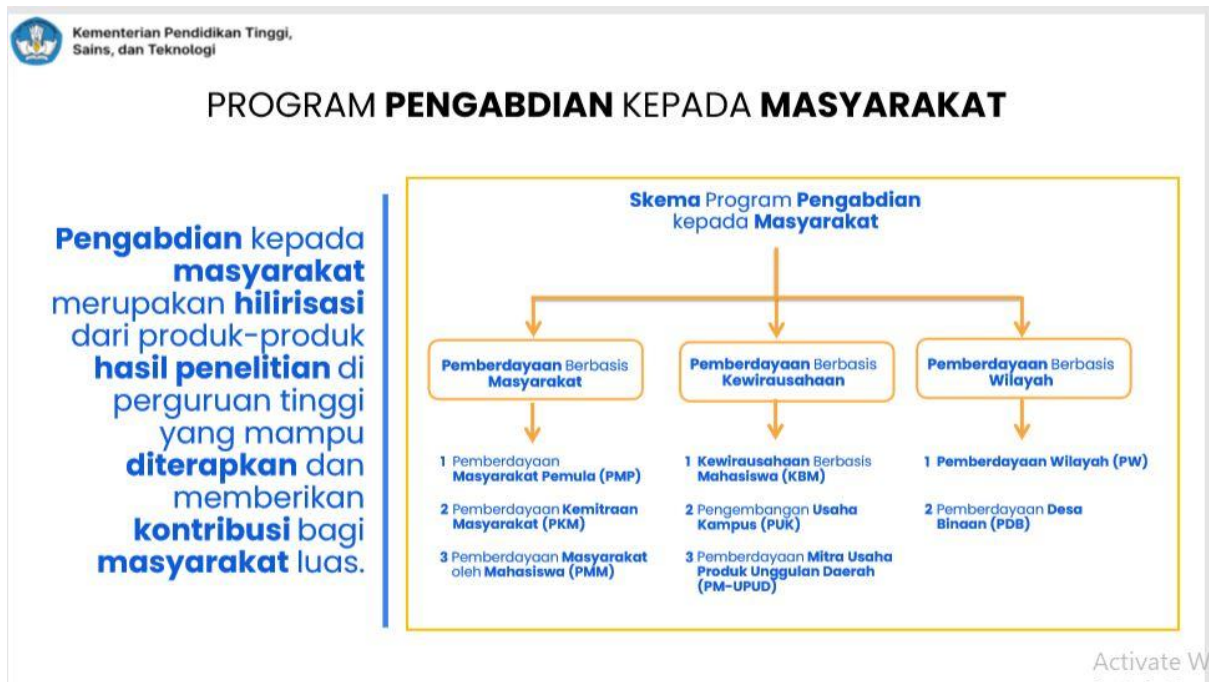 Kementerian Pendidikan Tinggi,
Sains, dan Teknologi
PROGRAM PENGABDIAN KEPADA MASYARAKAT
Pengabdian kepada
masyarakat
merupakan hilirisasi
dari produk-produk
hasil penelitian di
perguruan tinggi
yang mampu
diterapkan dan
memberikan
kontribusi bagi
masyarakat luas.
Skema Program Pengabdian
kepada Masyarakat
Pemberdayaan Berbasis
Masyarakat
1 Pemberdayaan
Masyarakat Pemula (PMP)
2 Pemberdayaan Kemitraan
Masyarakat (PKM)
3 Pemberdayaan Masyarakat
oleh Mahasiswa (PMM)
Pemberdayaan Berbasis
Kewirausahaan
1 Kewirausahaan Berbasis
Mahasiswa (KBM)
2 Pengembangan Usaha
Kampus (PUK)
3 Pemberdayaan Mitra Usaha
Produk Unggulan Daerah
(PM-UPUD)
Pemberdayaan Berbasis
Wilayah
1 Pemberdayaan Wilayah (PW)
2 Pemberdayaan Desa
Binaan (PDB)
Activate W